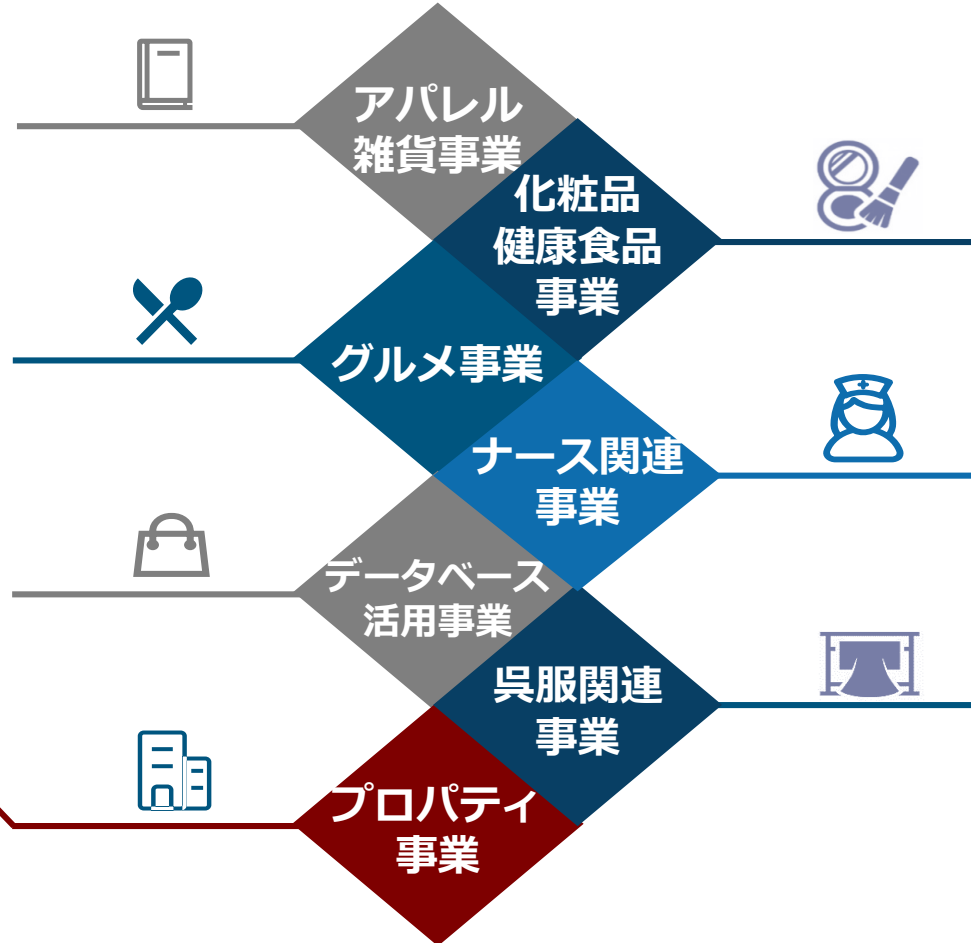 アパレル
雑貨事業
化粧品
健康食品
事業
グルメ事業
ナース関連
事業
データベース
活用事業
呉服関連
事業
プロパティ
事業